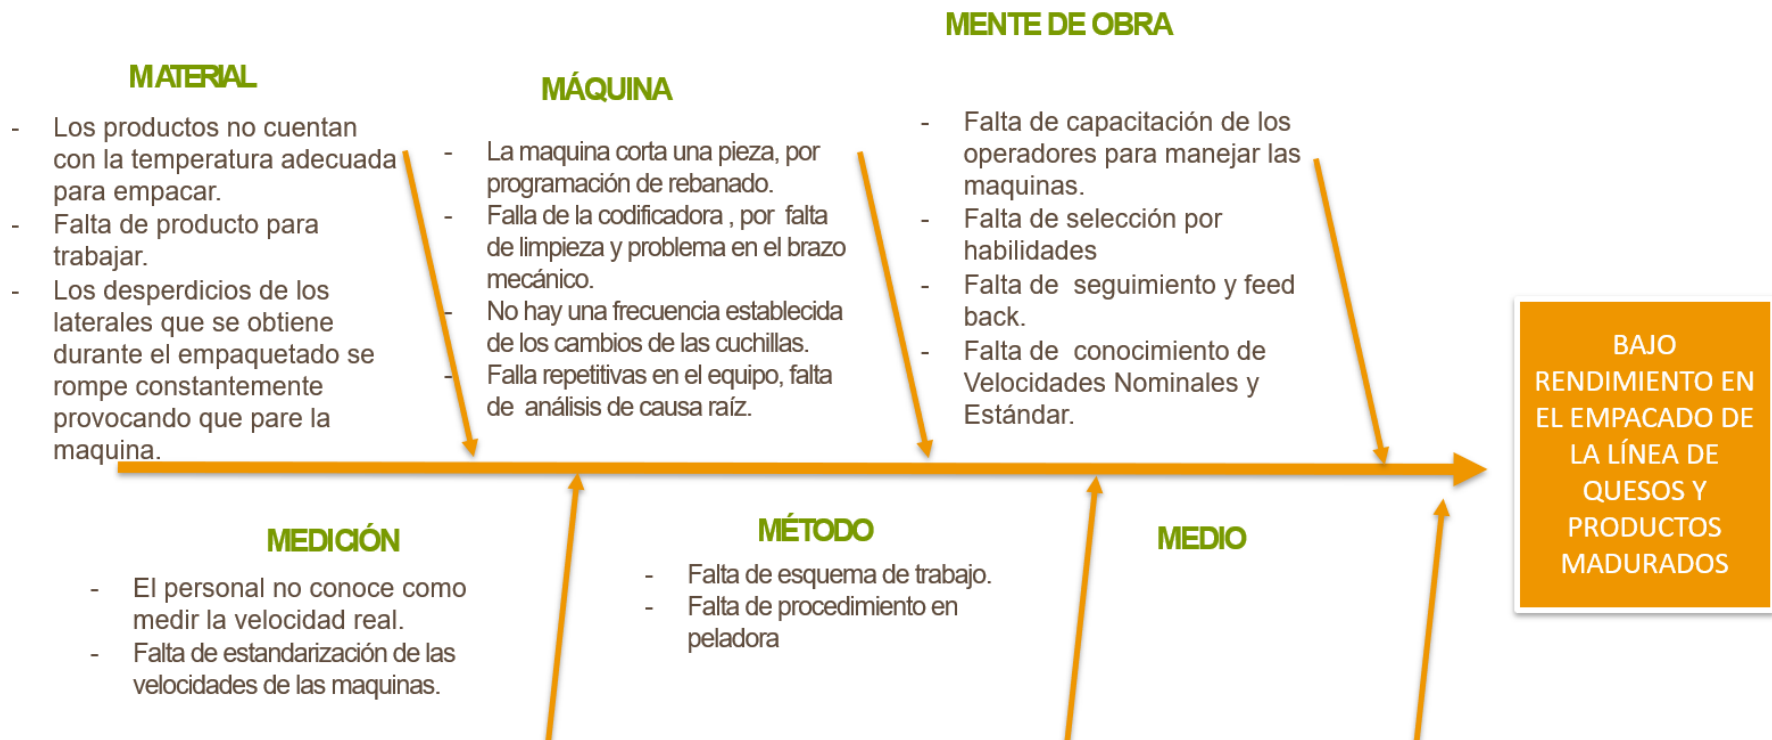 MENTE DE OBRA
MATERIAL
MÁQUINA
- Los productos no cuentan
con la temperatura adecuada
para empacar.
- Falta de producto para
trabajar.
- Los desperdicios de los
laterales que se obtiene
durante el empaquetado se
rompe constantemente
provocando que pare la
maquina.
- La maquina corta una pieza, por
programación de rebanado.
- Falla de la codificadora , por falta
de limpieza y problema en el brazo
mecánico.
- No hay una frecuencia establecida
de los cambios de las cuchillas.
- Falla repetitivas en el equipo, falta
de análisis de causa raíz.
- Falta de capacitación de los
operadores para manejar las
maquinas.
- Falta de selección por
habilidades
- Falta de seguimiento y feed
back.
- Falta de conocimiento de
Velocidades Nominales y
Estándar.
BAJO
RENDIMIENTO EN
EL EMPACADO DE
LA LÍNEA DE
QUESOS Y
PRODUCTOS
MADURADOS
MEDICIÓN
- El personal no conoce como
medir la velocidad real.
- Falta de estandarización de las
velocidades de las maquinas.
MÉTODO
- Falta de esquema de trabajo.
- Falta de procedimiento en
peladora
MEDIO